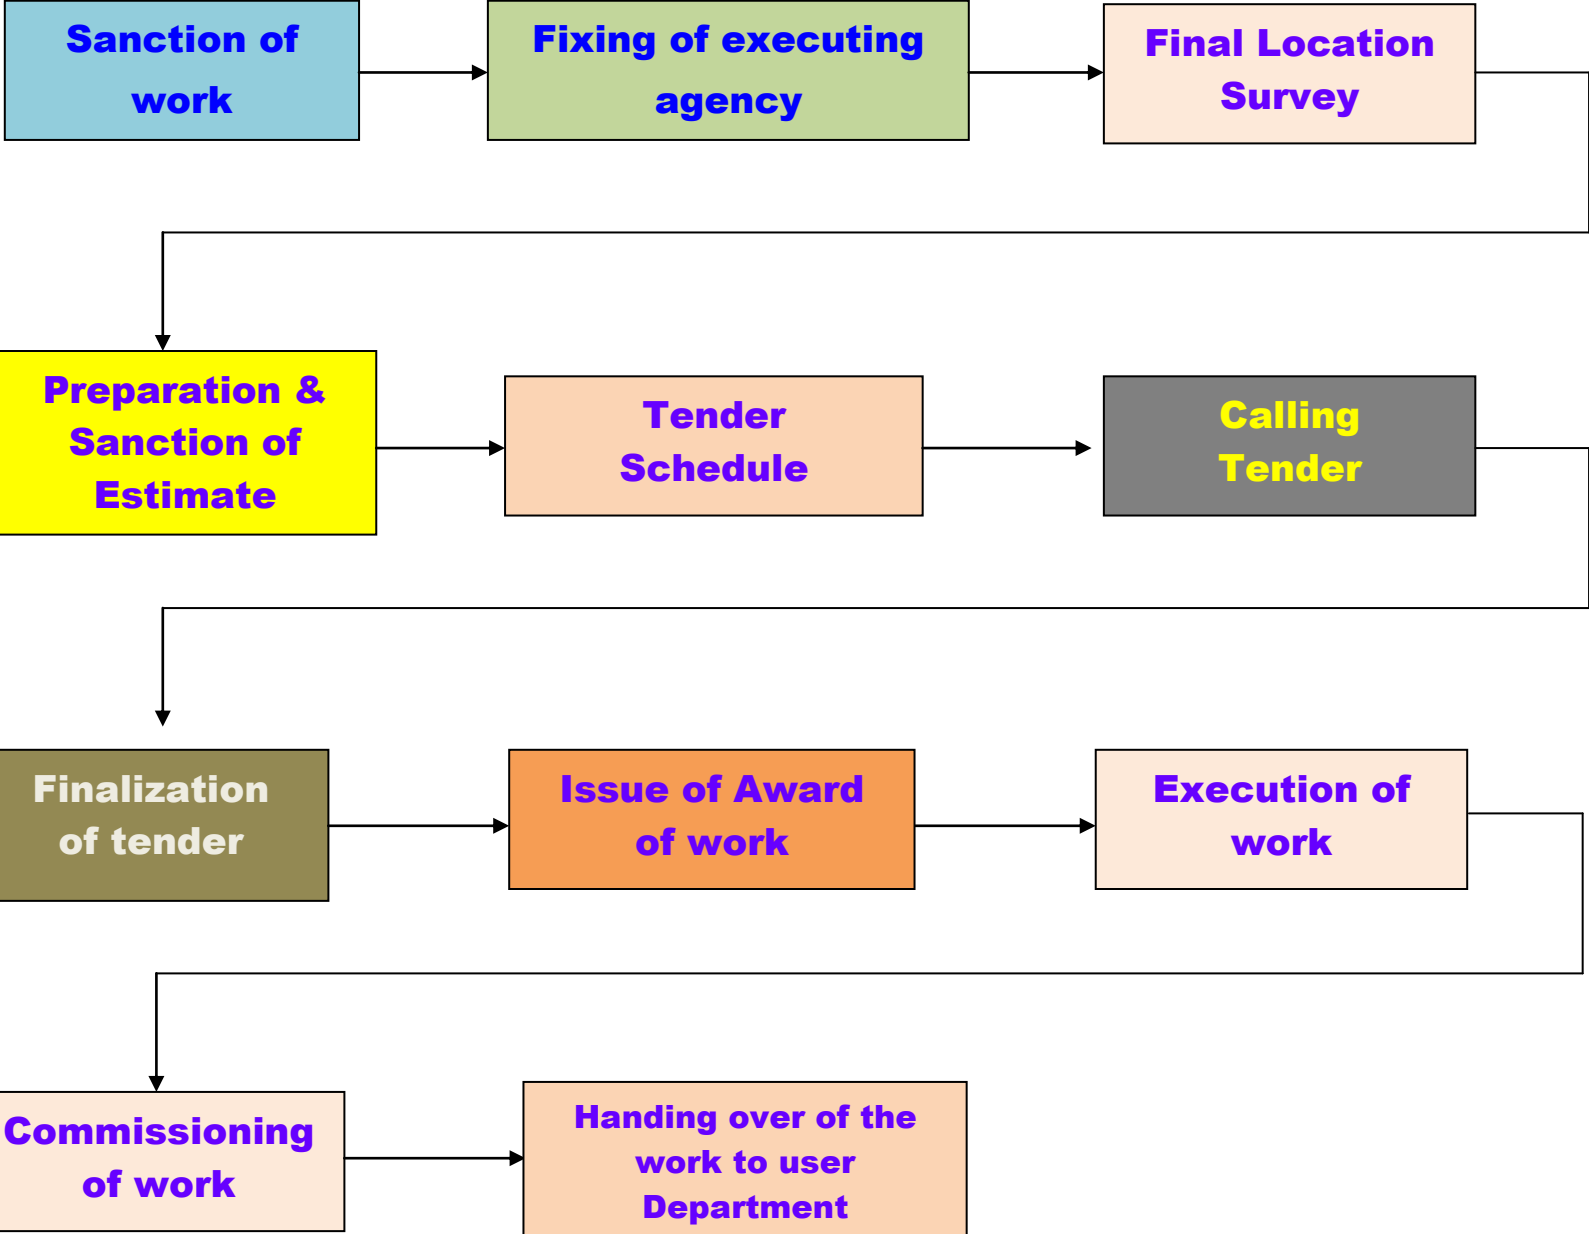 Sanction of
work
Fixing of executing
agency
Final Location
Survey
Preparation &
Sanction of
Estimate
Tender
Schedule
Calling
Tender
Finalization
of tender
Issue of Award
of work
Execution of
work
Commissioning
of work
Handing over of the
work to user
Department